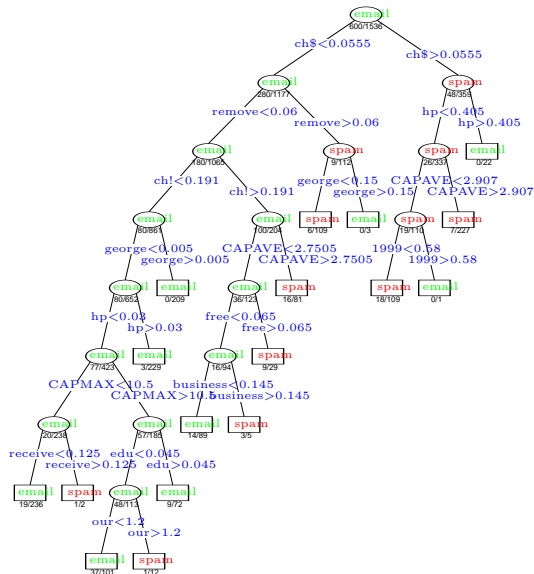 email
600/1536
ch$<0.0555
ch$>0.0555
email
280/1177
spam
48/359
remove<0.06
remove>0.06
hp<0.405
hp>0.405
email
180/1065
spam
9/112
spam
26/337
email
0/22
ch!<0.191
ch!>0.191
george<0.15
george>0.15
CAPAVE<2.907
CAPAVE>2.907
email
80/861
email
100/204
spam
6/109
email
0/3
spam
19/110
spam
7/227
george<0.005
george>0.005
CAPAVE<2.7505
CAPAVE>2.7505
1999<0.58
1999>0.58
email
80/652
email
0/209
email
36/123
spam
16/81
spam
18/109
email
0/1
hp<0.03
hp>0.03
free<0.065
free>0.065
email
77/423
email
3/229
email
16/94
spam
9/29
CAPMAX<10.5
CAPMAX>10.5
business<0.145
business>0.145
email
20/238
email
57/185
email
14/89
spam
3/5
receive<0.125
receive>0.125
edu<0.045
edu>0.045
email
19/236
spam
1/2
email
48/113
email
9/72
our<1.2
our>1.2
email
37/101
spam
1/12